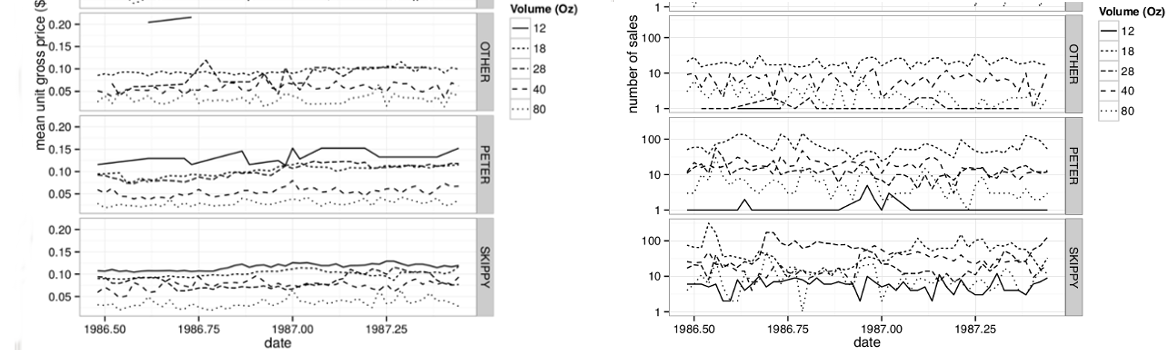 mean unit gross price ($
0.20
0.15
0.10
0.05
OTHER
0.20
0.15
0.10
0.05
PETER
0.20
0.15
0.10
0.05
SKIPPY
1986.50 1986.75 1987.00 1987.25
date
Volume (Oz)
12
18
28
40
80
number of sales
1
100
10
1
OTHER
100
10
1
PETER
100
10
1
SKIPPY
1986.50 1986.75 1987.00 1987.25
date
Volume (Oz)
12
18
28
40
80